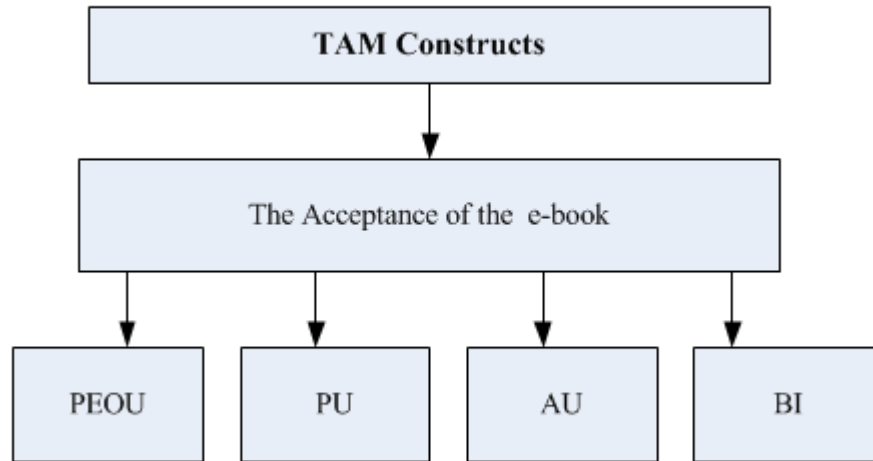 TAM Constructs
The Acceptance of the e-book
PEOU
PU
AU
BI